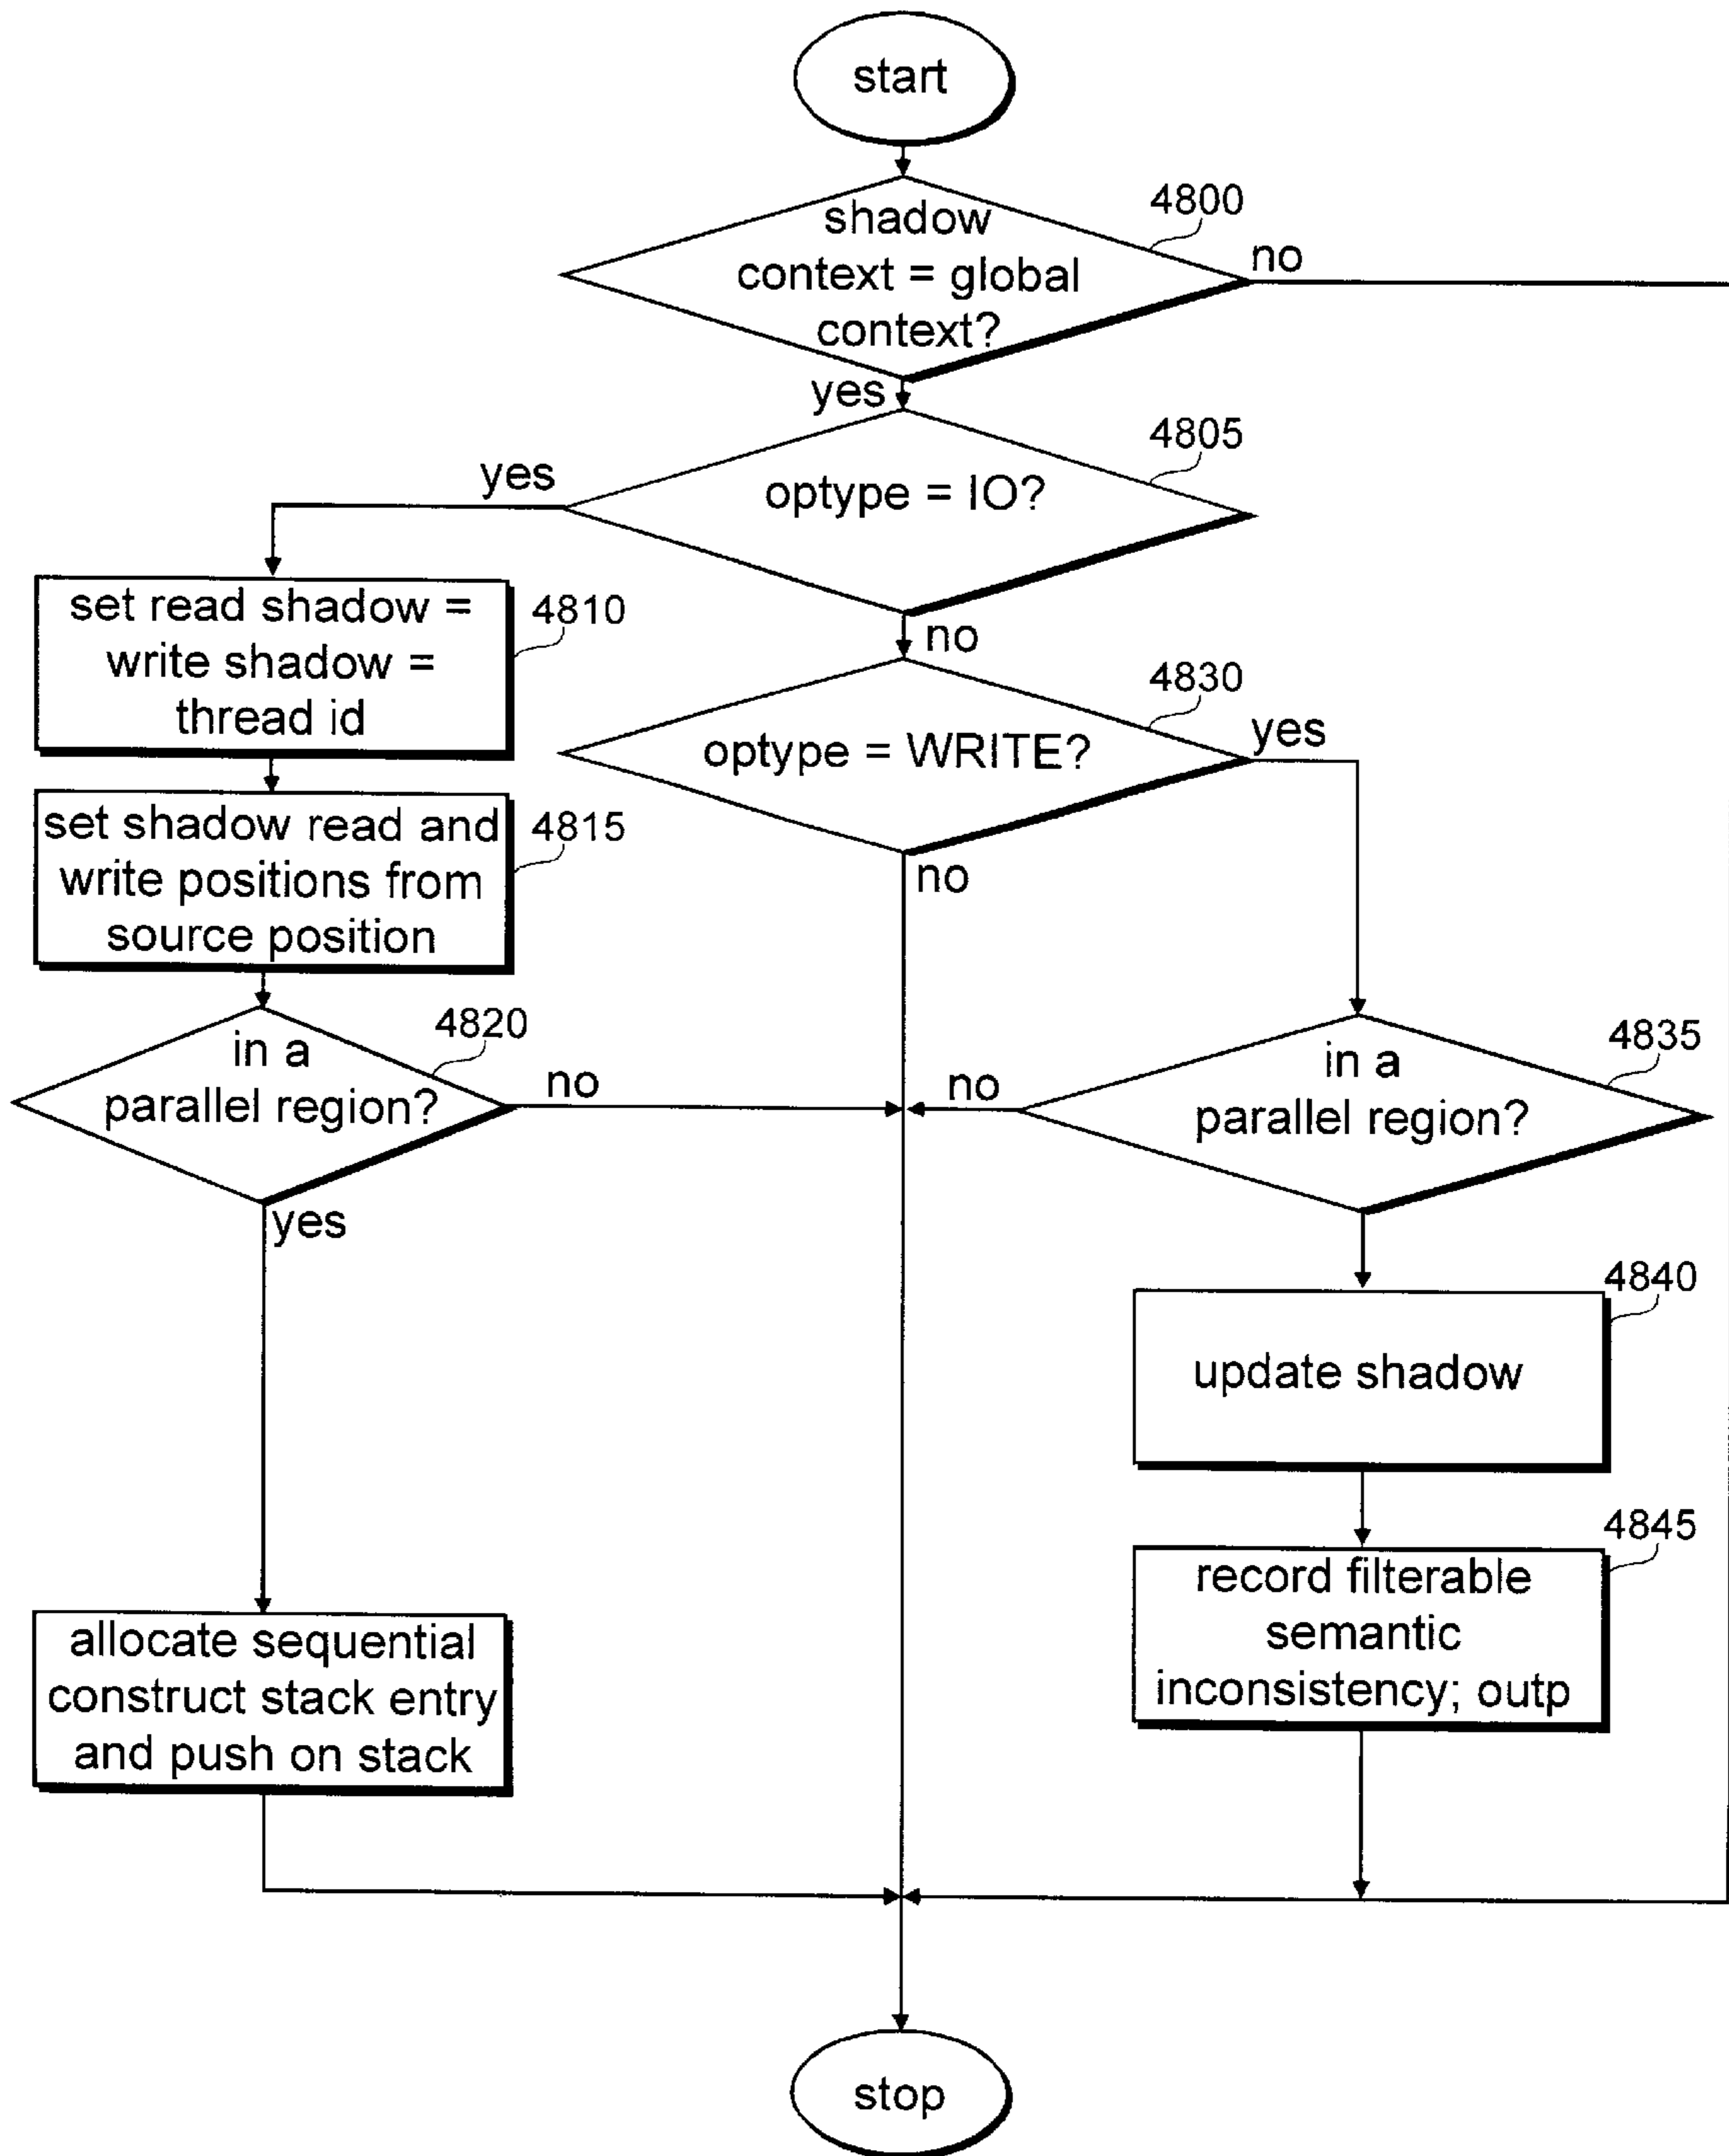 start
4800
shadow
context = global
context?
no
yes
4805
yes
optype = IO?
set read shadow =
write shadow =
thread id
4810
no
4830
optype = WRITE?
yes
set shadow read and
write positions from
source position
4815
no
4820
in a
parallel region?
no
yes
4835
in a
parallel region?
no
4840
update shadow
4845
record filterable
semantic
inconsistency; outp
allocate sequential
construct stack entry
and push on stack
stop